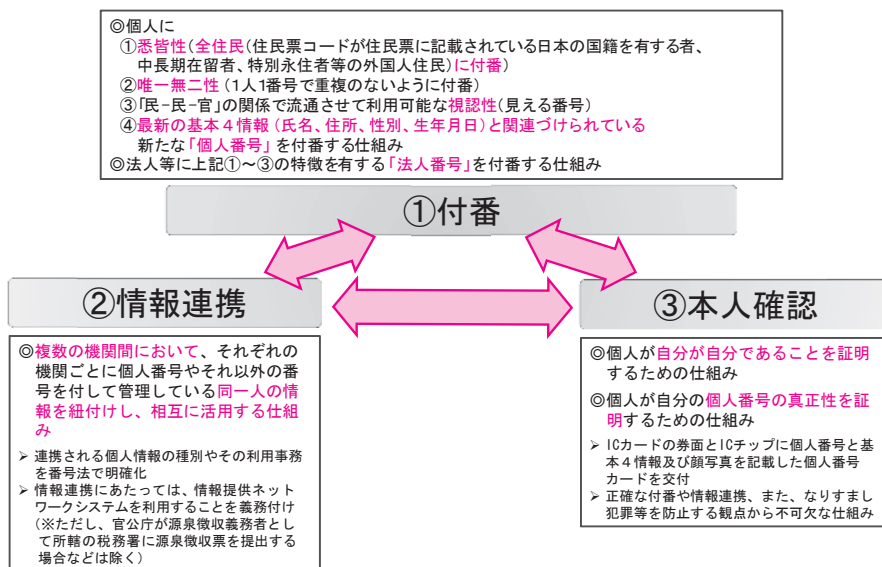 ◎個人に
①悉皆性(全住民(住民票コードが住民票に記載されている日本の国籍を有する者、
中長期在留者、特別永住者等の外国人住民)に付番)
②唯一無二性(1人1番号で重複のないように付番)
③「民-民-官」の関係で流通させて利用可能な視認性(見える番号)
④最新の基本4情報(氏名、住所、性別、生年月日)と関連づけられている
新たな「個人番号」を付番する仕組み
◎法人等に上記①~③の特徴を有する「法人番号」を付番する仕組み
①付番
②情報連携
◎複数の機関間において、それぞれの
機関ごとに個人番号やそれ以外の番
号を付して管理している同一人の情
報を紐付けし、相互に活用する仕組
み
➢ 連携される個人情報の種別やその利用事務
を番号法で明確化
➢ 情報連携にあたっては、情報提供ネット
ワークシステムを利用することを義務付け
(※ただし、官公庁が源泉徴収義務者とし
て所轄の税務署に源泉徴収票を提出する
場合などは除く)
③本人確認
◎個人が自分が自分であることを証明
するための仕組み
◎個人が自分の個人番号の真正性を証
明するための仕組み
➢ ICカードの券面とICチップに個人番号と基
本4情報及び顔写真を記載した個人番号
カードを交付
➢ 正確な付番や情報連携、また、なりすまし
犯罪等を防止する観点から不可欠な仕組み